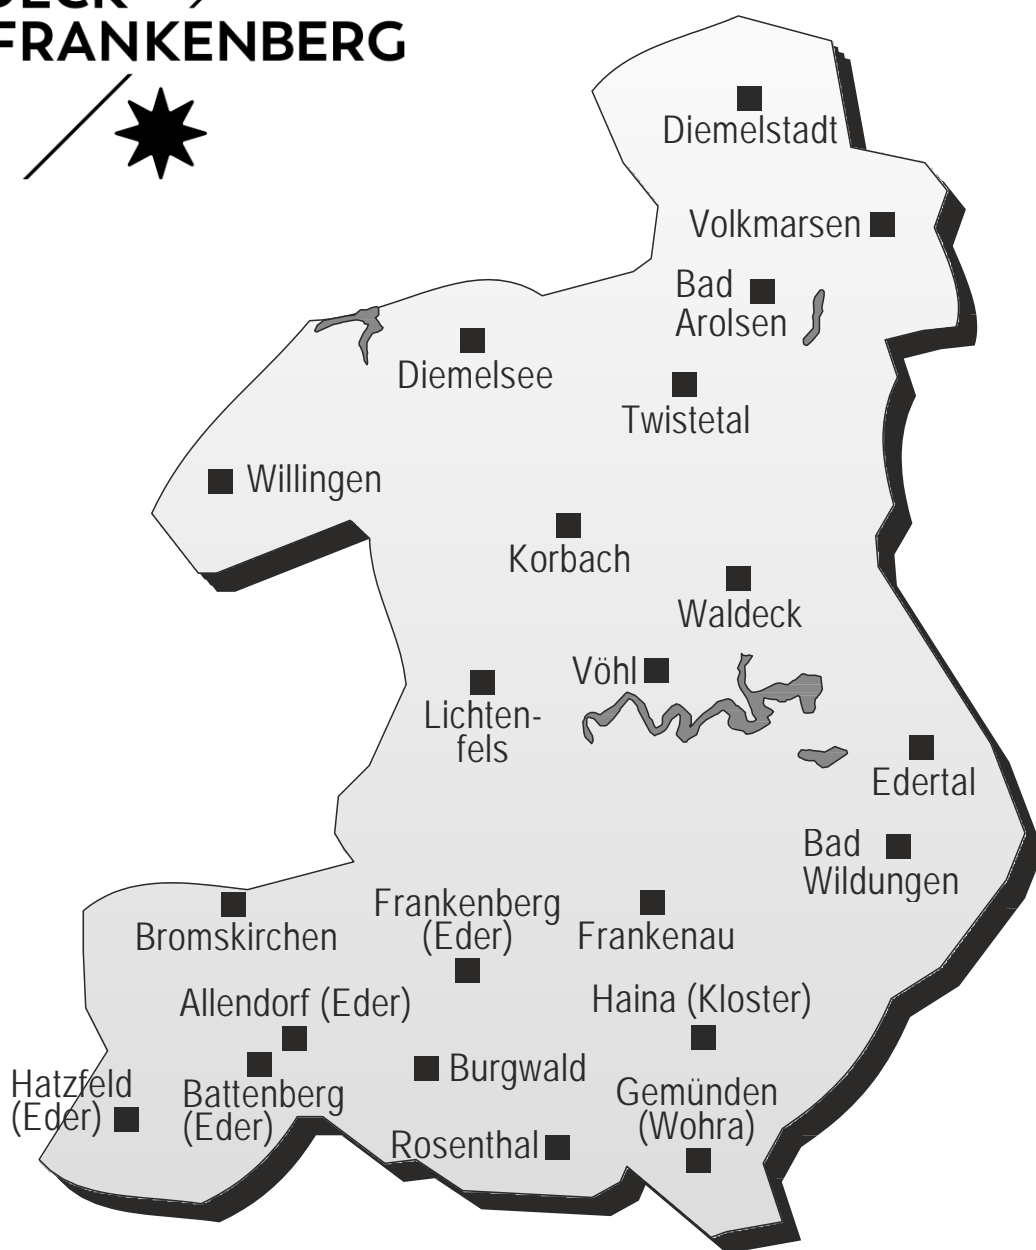 FRANKENBERG
Diemelstadt
Volkmarsen
Bad
Arolsen
Diemelsee
Twistetal
Willingen
Korbach
Waldeck
Vöhl
Lichten-
fels
Edertal
Bad
Wildungen
Frankenberg
(Eder)
Bromskirchen
Frankenau
Allendorf (Eder)
Haina (Kloster)
Burgwald
Hatzfeld
(Eder)
Battenberg
(Eder)
Gemünden
(Wohra)
Rosenthal